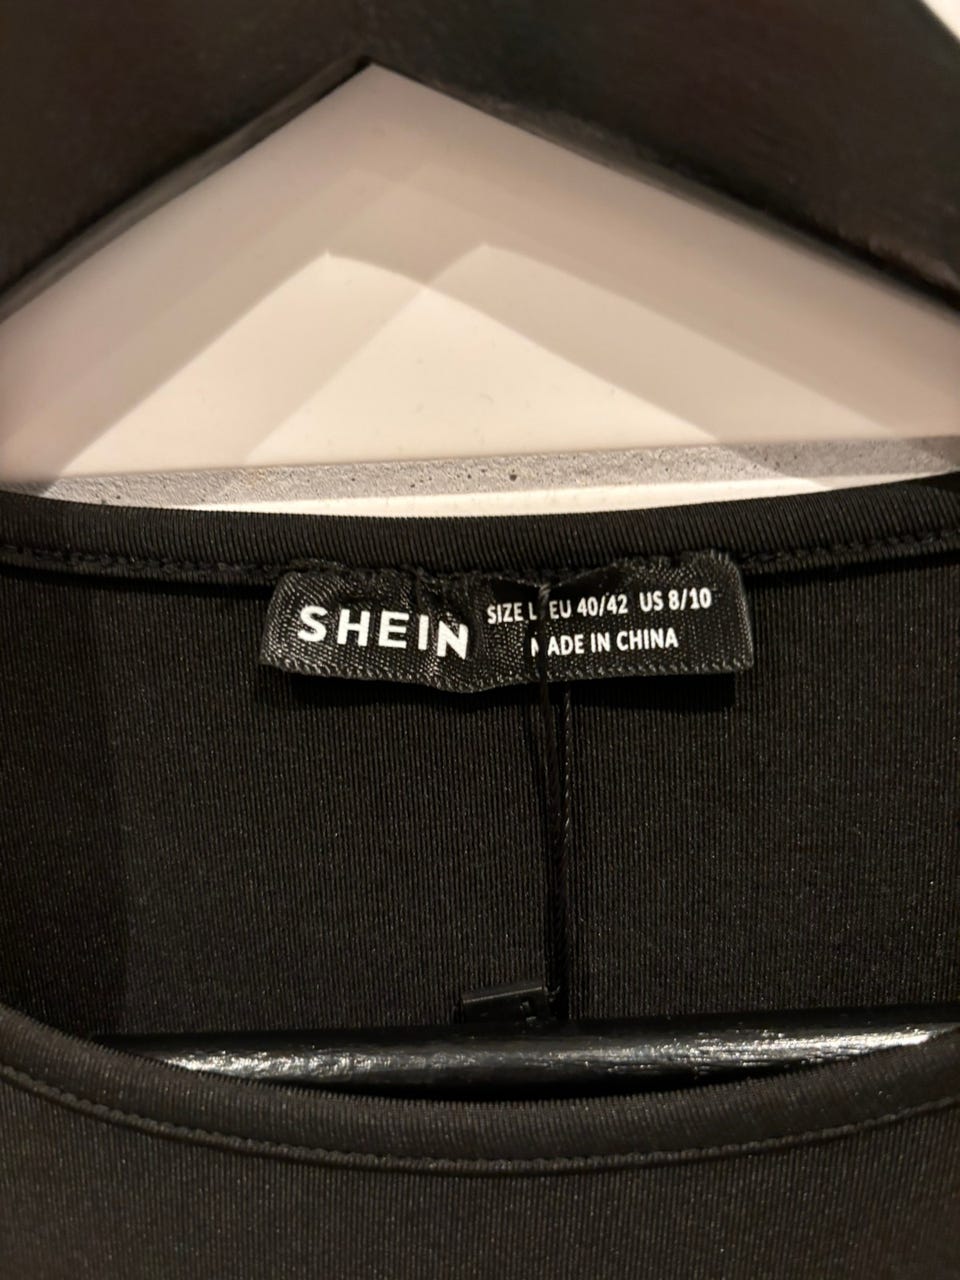 SHEIN
SIZE L EU 40/42 US 8/10
MADE IN CHINA